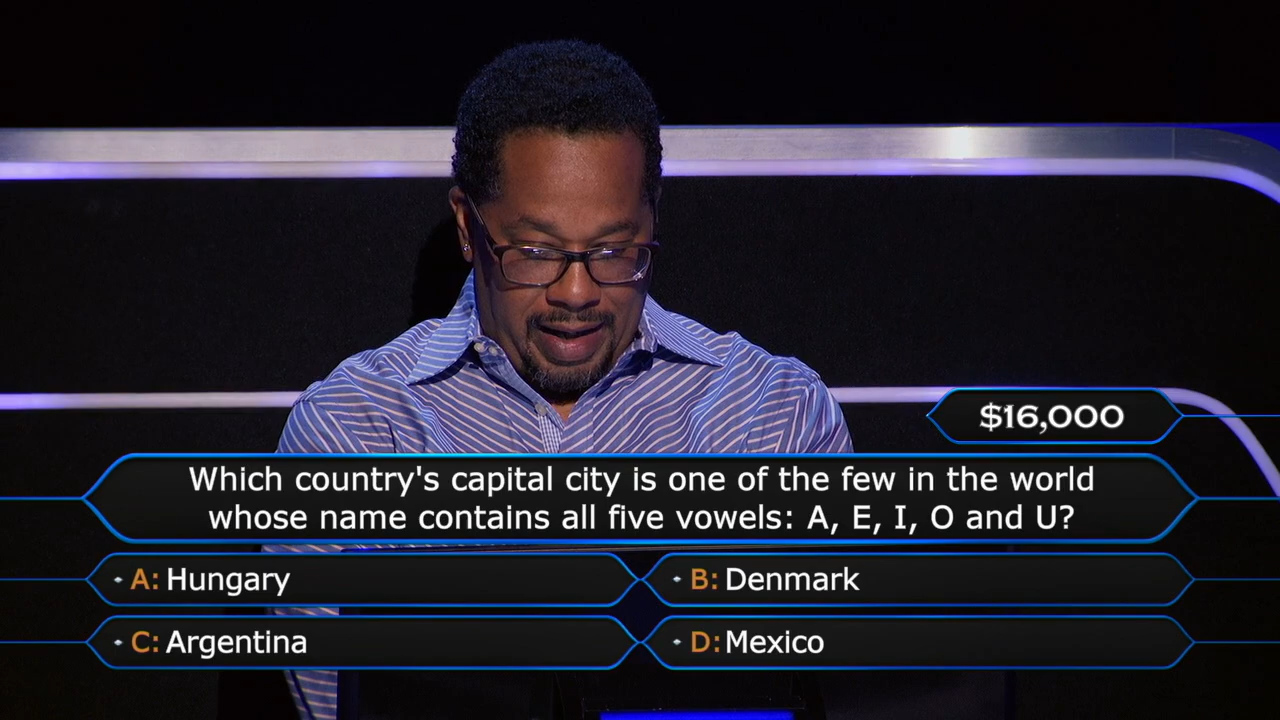 $16,000
Which country's capital city is one of the few in the world
whose name contains all five vowels: A, E, I, O and U?
A: Hungary
B: Denmark
C: Argentina
D: Mexico